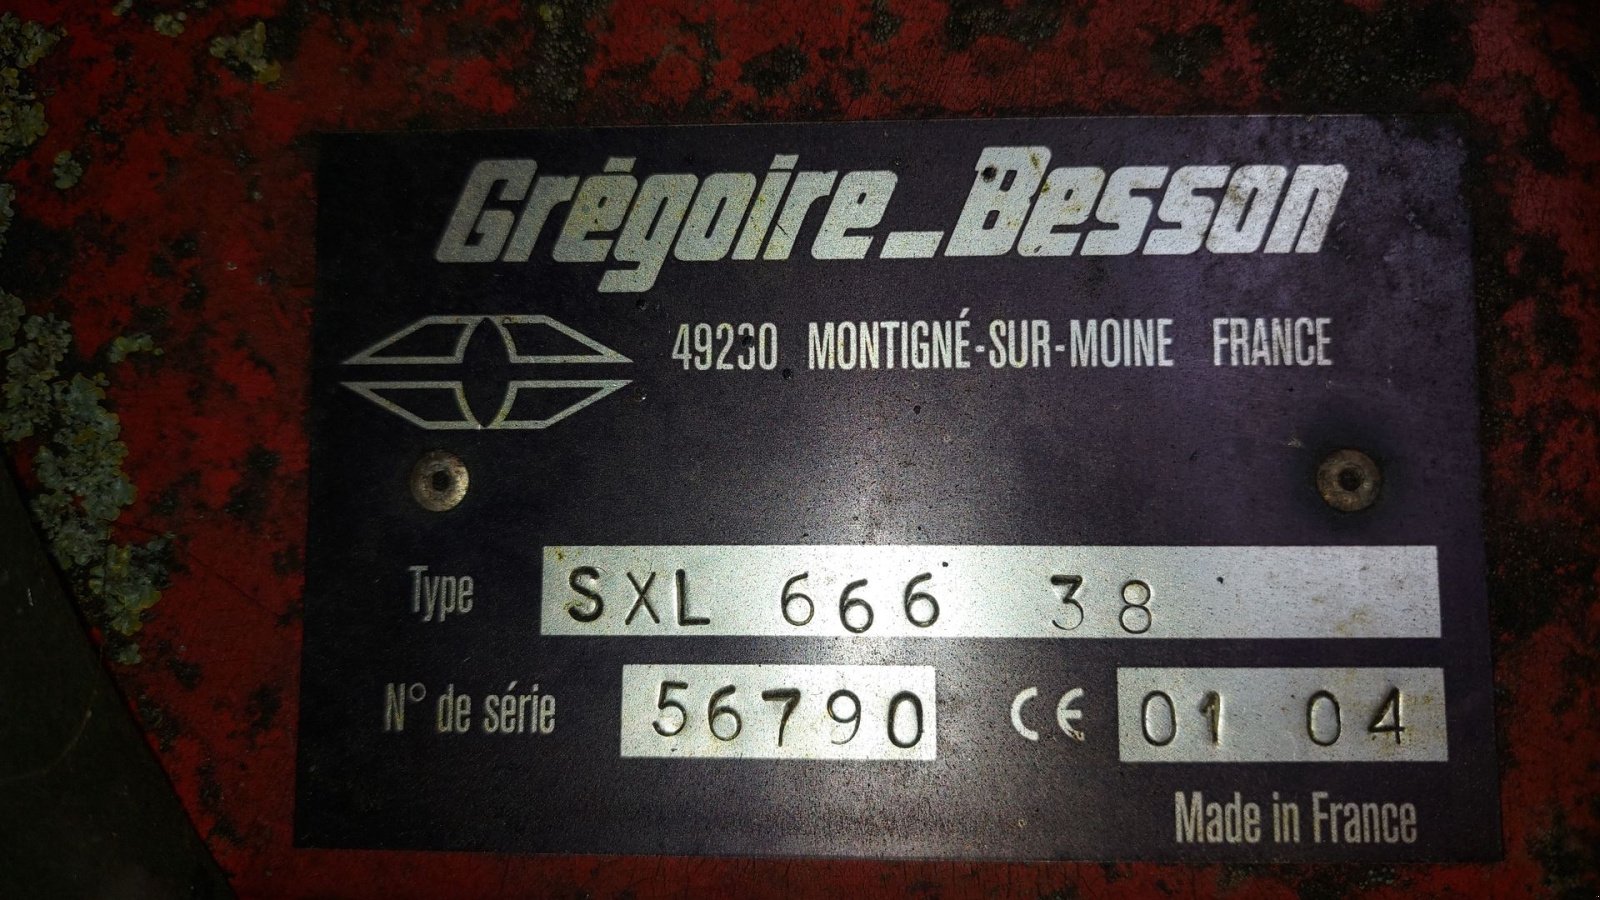 Grégoire_Besson
49230 MONTIGNÉ-SUR-MOINE FRANCE
Type SXL 666 38
N° de série 56790 CE 01 04
Made in France